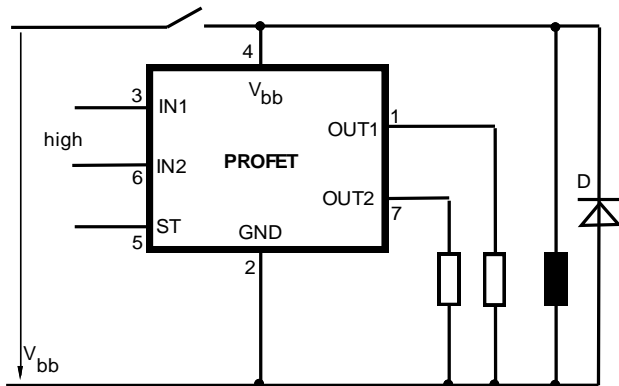 4
V bb
3
IN1
1
OUT1
high
PROFET
IN2
6
OUT2
D
7
ST
GND
5
2
V bb